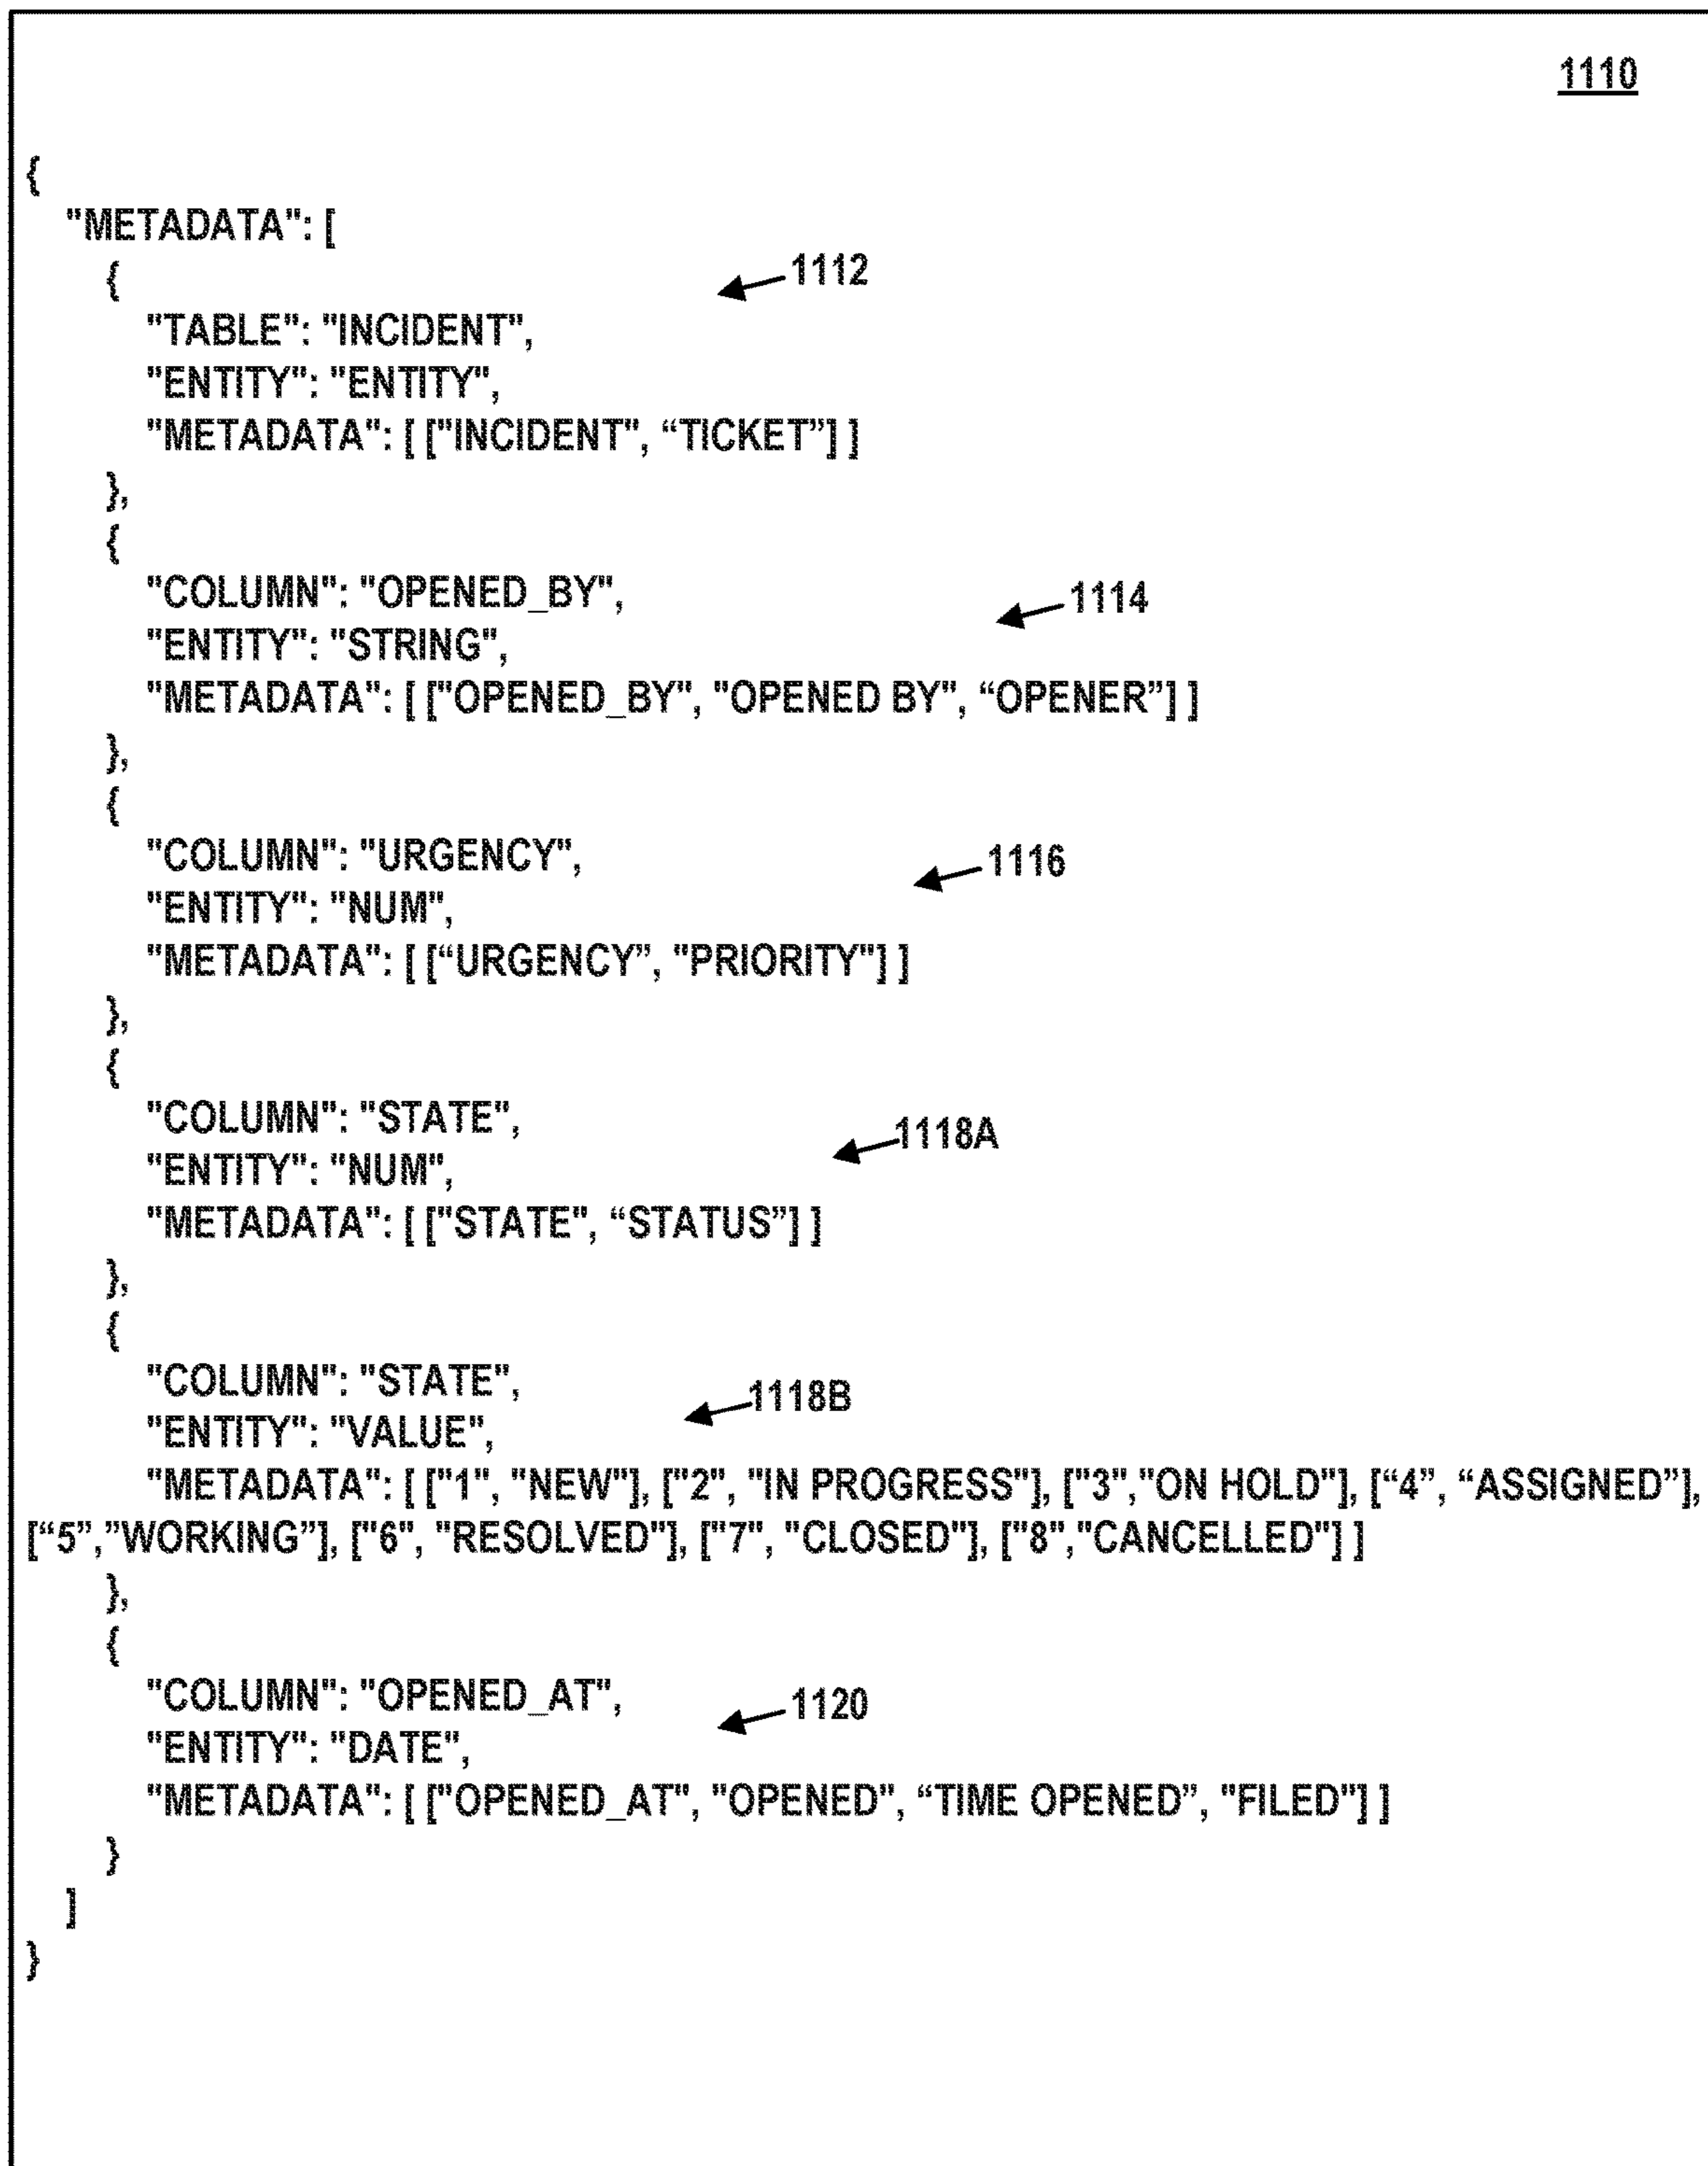 1110
{
"METADATA": [
{
1112
"TABLE": "INCIDENT",
"ENTITY": "ENTITY",
"METADATA": [ ["INCIDENT", “TICKET”] ]
},
{
"COLUMN": "OPENED_BY",
1114
"ENTITY": "STRING",
"METADATA": [ ["OPENED_BY", "OPENED BY", “OPENER”] ]
},
{
"COLUMN": "URGENCY",
1116
"ENTITY": "NUM",
"METADATA": [ [“URGENCY”, "PRIORITY"] ]
},
{
"COLUMN": "STATE",
1118A
"ENTITY": "NUM",
"METADATA": [ ["STATE", “STATUS”] ]
},
{
"COLUMN": "STATE",
1118B
"ENTITY": "VALUE",
"METADATA": [ ["1", "NEW"], ["2", "IN PROGRESS"], ["3","ON HOLD"], [“4”, “ASSIGNED”],
[“5”,”WORKING”], ["6", "RESOLVED"], ["7", "CLOSED"], ["8","CANCELLED"] ]
},
{
"COLUMN": "OPENED_AT",
1120
"ENTITY": "DATE",
"METADATA": [ ["OPENED_AT", "OPENED", “TIME OPENED”, "FILED"] ]
}
]
}